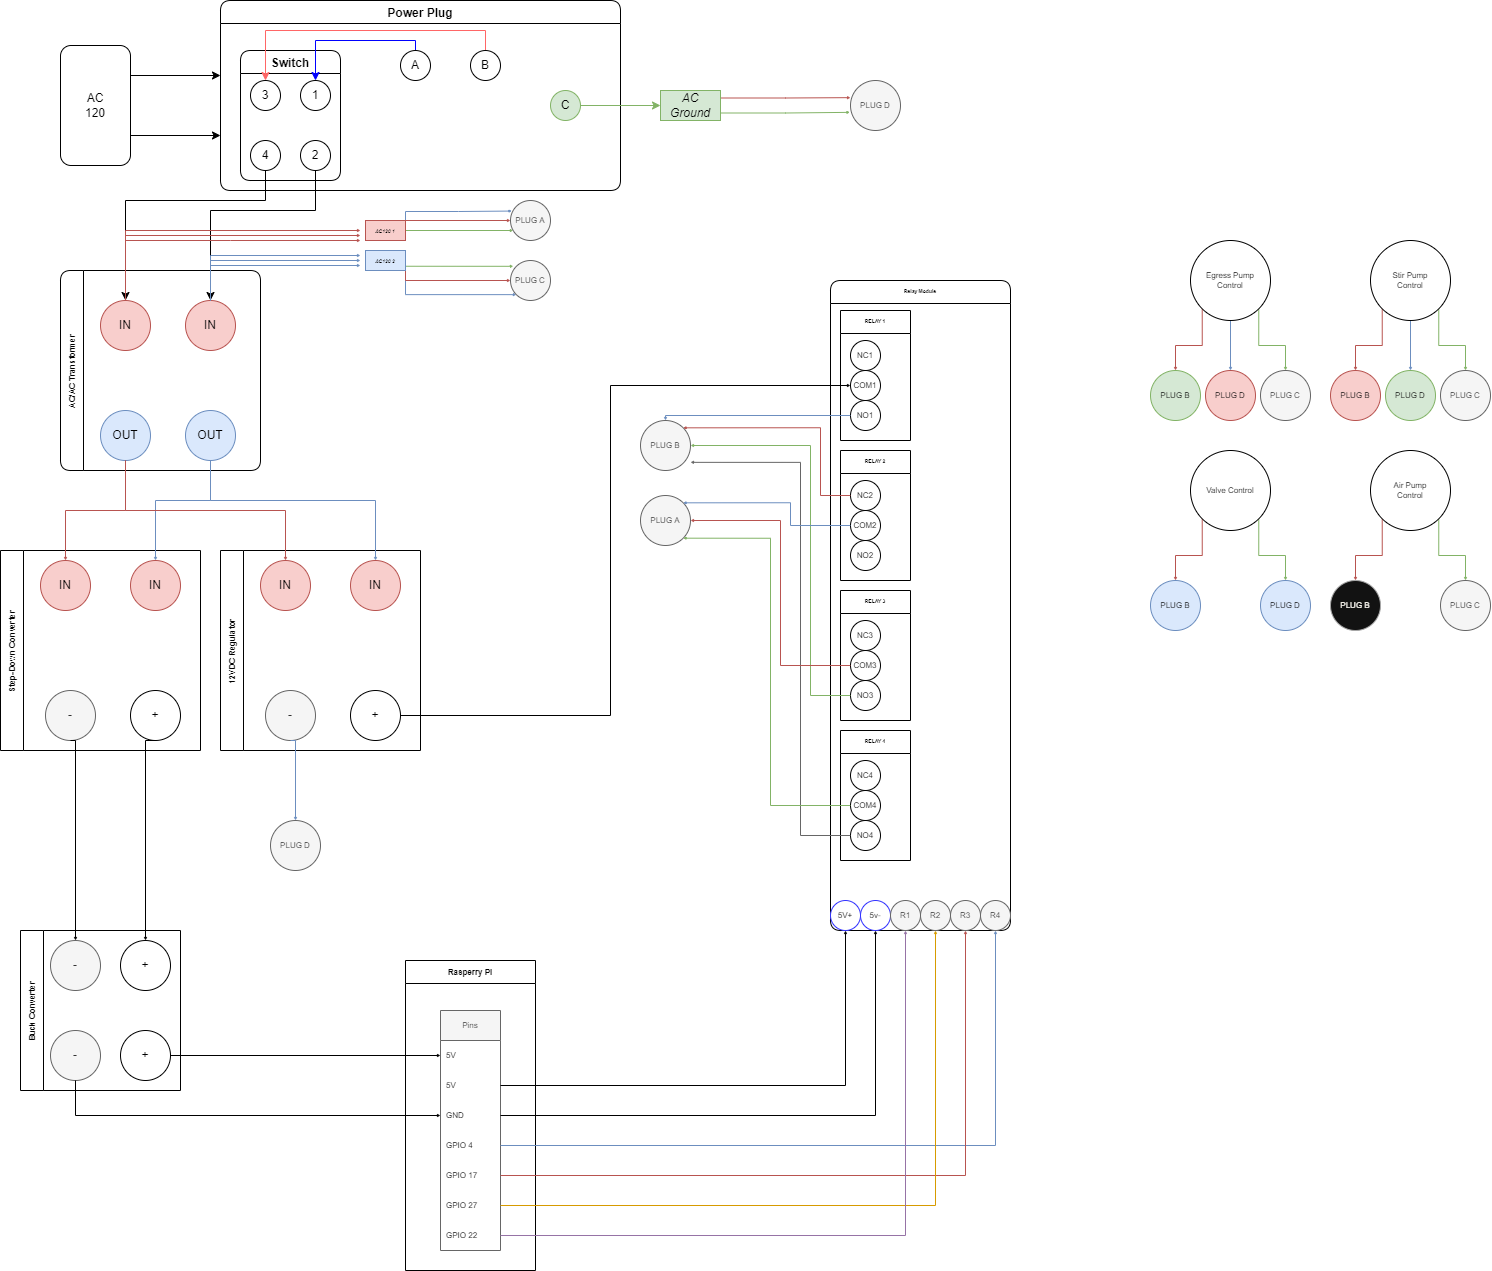 Power Plug
AC
120
Switch
A
B
3
1
4
2
C
AC
Ground
PLUG D
AC120 1
PLUG A
AC120 2
PLUG C
AC/AC Transformer
IN
IN
OUT
OUT
Step-Down Converter
IN
IN
-
+
12VDC Regulator
IN
IN
-
+
PLUG D
Relay Module
RELAY 1
NC1
COM1
NO1
RELAY 2
NC2
COM2
NO2
RELAY 3
NC3
COM3
NO3
RELAY 4
NC4
COM4
NO4
PLUG B
PLUG A
5V+
5v-
R1
R2
R3
R4
Buck Converter
-
+
-
+
Rasperry PI
Pins
5V
5V
GND
GPIO 4
GPIO 17
GPIO 27
GPIO 22
Egress Pump
Control
PLUG B
PLUG D
PLUG C
Stir Pump
Control
PLUG B
PLUG D
PLUG C
Valve Control
PLUG B
PLUG D
Air Pump
Control
PLUG B
PLUG C